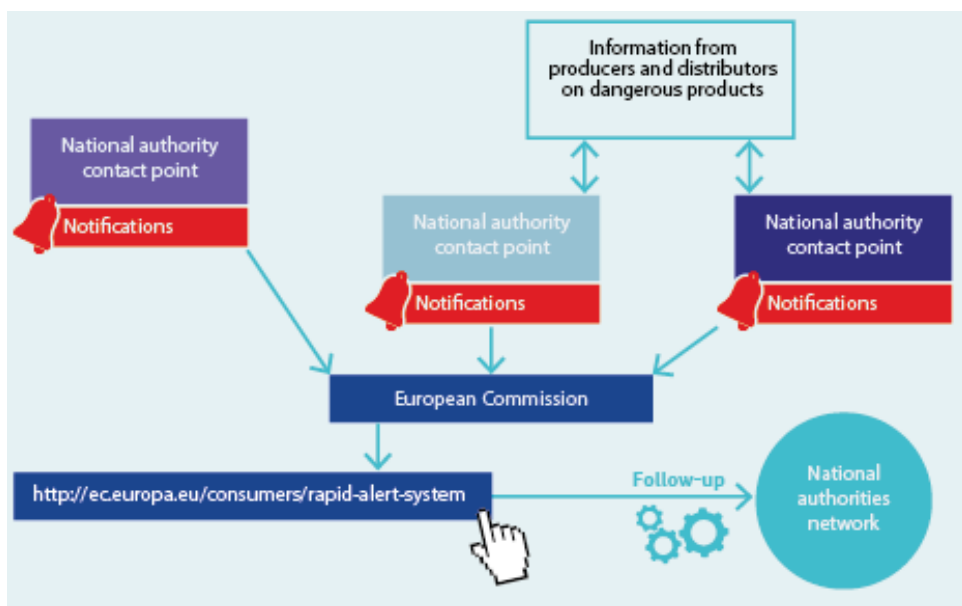 Information from
producers and distributors
on dangerous products
National authority
contact point
Notifications
National authority
contact point
Notifications
National authority
contact point
Notifications
European Commission
http://ec.europa.eu/consumers/rapid-alert-system
Follow-up
National
authorities
network